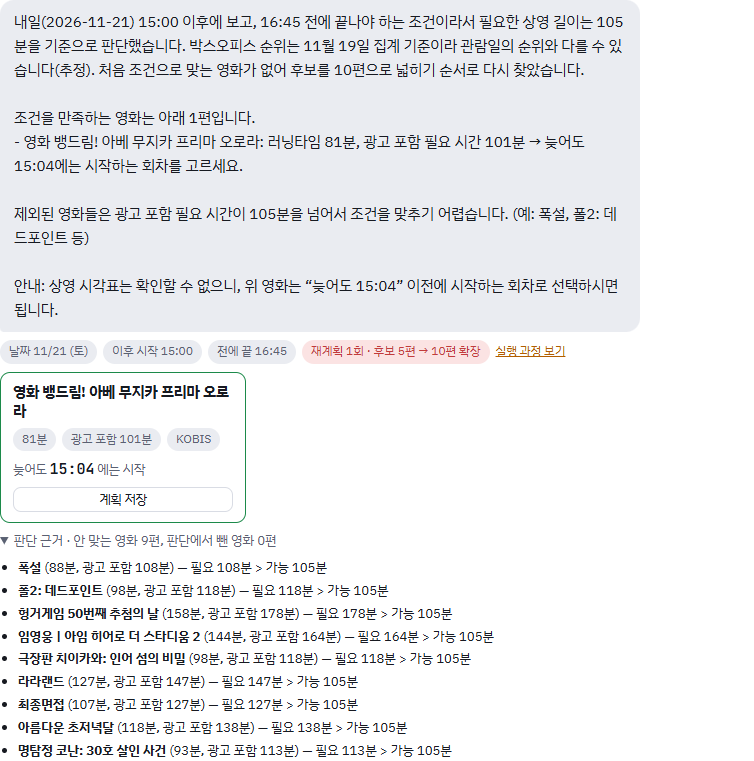 내일(2026-11-21) 15:00 이후에 보고, 16:45 전에 끝나야 하는 조건이라서 필요한 상영 길이는 105
분을 기준으로 판단했습니다. 박스오피스 순위는 11월 19일 집계 기준이라 관람일의 순위와 다를 수 있
습니다(추정). 처음 조건으로 맞는 영화가 없어 후보를 10편으로 넓히기 순서로 다시 찾았습니다.
조건을 만족하는 영화는 아래 1편입니다.
- 영화 뱅드림! 아베 무지카 프리마 오로라: 러닝타임 81분, 광고 포함 필요 시간 101분 → 늦어도
15:04에는 시작하는 회차를 고르세요.
제외된 영화들은 광고 포함 필요 시간이 105분을 넘어서 조건을 맞추기 어렵습니다. (예: 폭설, 폴2: 데
드포인트 등)
안내: 상영 시각표는 확인할 수 없으니, 위 영화는 “늦어도 15:04” 이전에 시작하는 회차로 선택하시면
됩니다.
날짜 11/21 (토) 이후 시작 15:00 전에 끝 16:45 재계획 1회 · 후보 5편 → 10편 확장 실행 과정 보기
영화 뱅드림! 아베 무지카 프리마 오로
라
81분 광고 포함 101분 KOBIS
늦어도 15:04 에는 시작
계획 저장
▼ 판단 근거 · 안 맞는 영화 9편, 판단에서 뺀 영화 0편
• 폭설 (88분, 광고 포함 108분) — 필요 108분 > 가능 105분
• 폴2: 데드포인트 (98분, 광고 포함 118분) — 필요 118분 > 가능 105분
• 헝거게임 50번째 추첨의 날 (158분, 광고 포함 178분) — 필요 178분 > 가능 105분
• 임영웅ㅣ아임 히어로 더 스타디움 2 (144분, 광고 포함 164분) — 필요 164분 > 가능 105분
• 극장판 치이카와: 인어 섬의 비밀 (98분, 광고 포함 118분) — 필요 118분 > 가능 105분
• 라라랜드 (127분, 광고 포함 147분) — 필요 147분 > 가능 105분
• 최종면접 (107분, 광고 포함 127분) — 필요 127분 > 가능 105분
• 아름다운 초저녁달 (118분, 광고 포함 138분) — 필요 138분 > 가능 105분
• 명탐정 코난: 30호 살인 사건 (93분, 광고 포함 113분) — 필요 113분 > 가능 105분